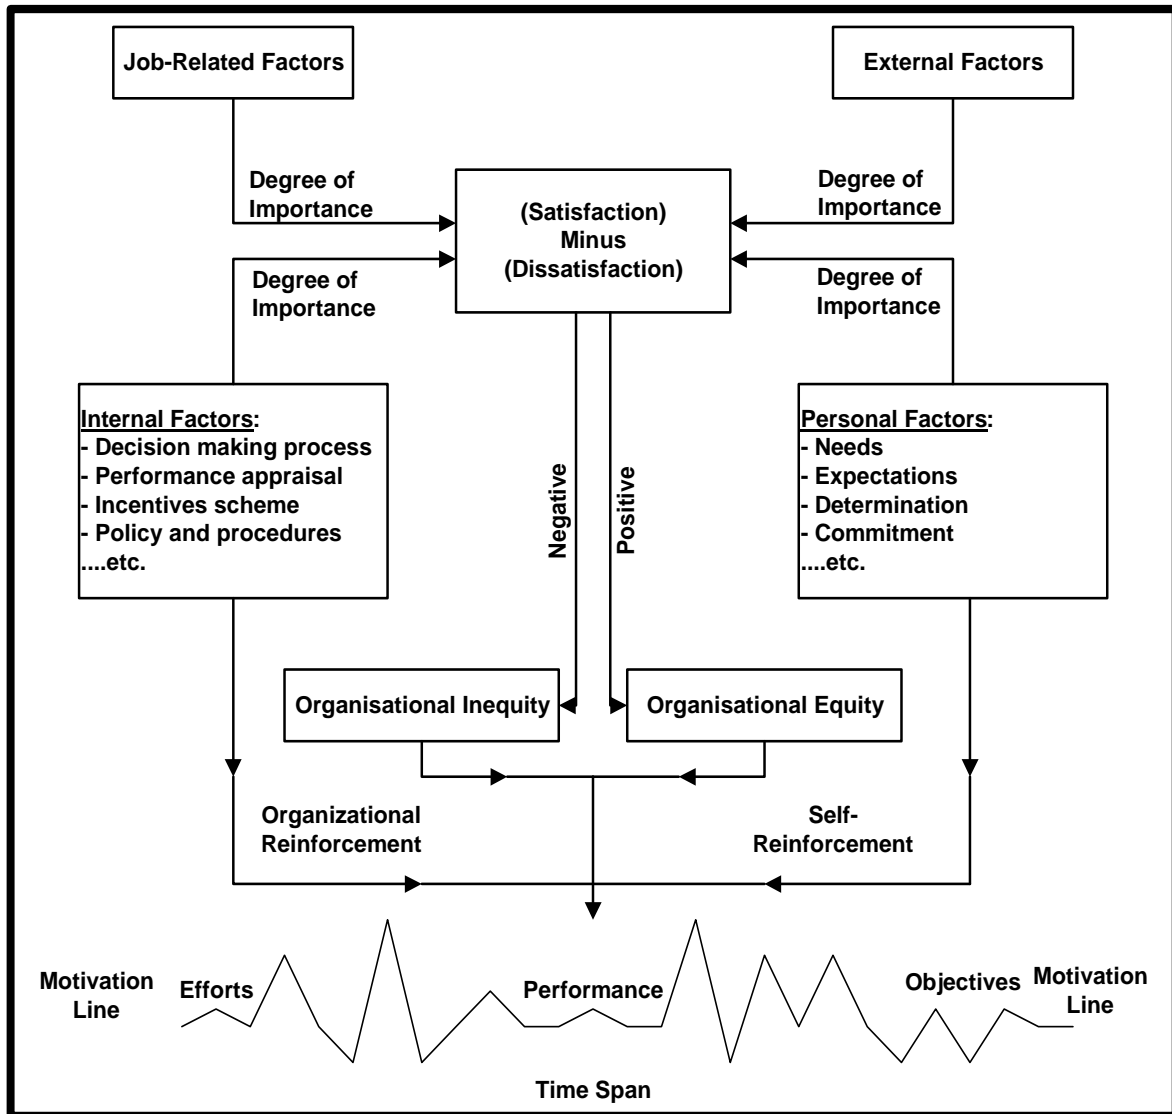 Job-Related Factors
External Factors
Degree of
Importance
(Satisfaction)
Minus
(Dissatisfaction)
Degree of
Importance
Degree of
Importance
Degree of
Importance
Internal Factors:
- Decision making process
- Performance appraisal
- Incentives scheme
- Policy and procedures
....etc.
Negative
Positive
Personal Factors:
- Needs
- Expectations
- Determination
- Commitment
....etc.
Organisational Inequity
Organisational Equity
Organizational
Reinforcement
Self-
Reinforcement
Motivation
Line
Efforts
Performance
Objectives
Motivation
Line
Time Span